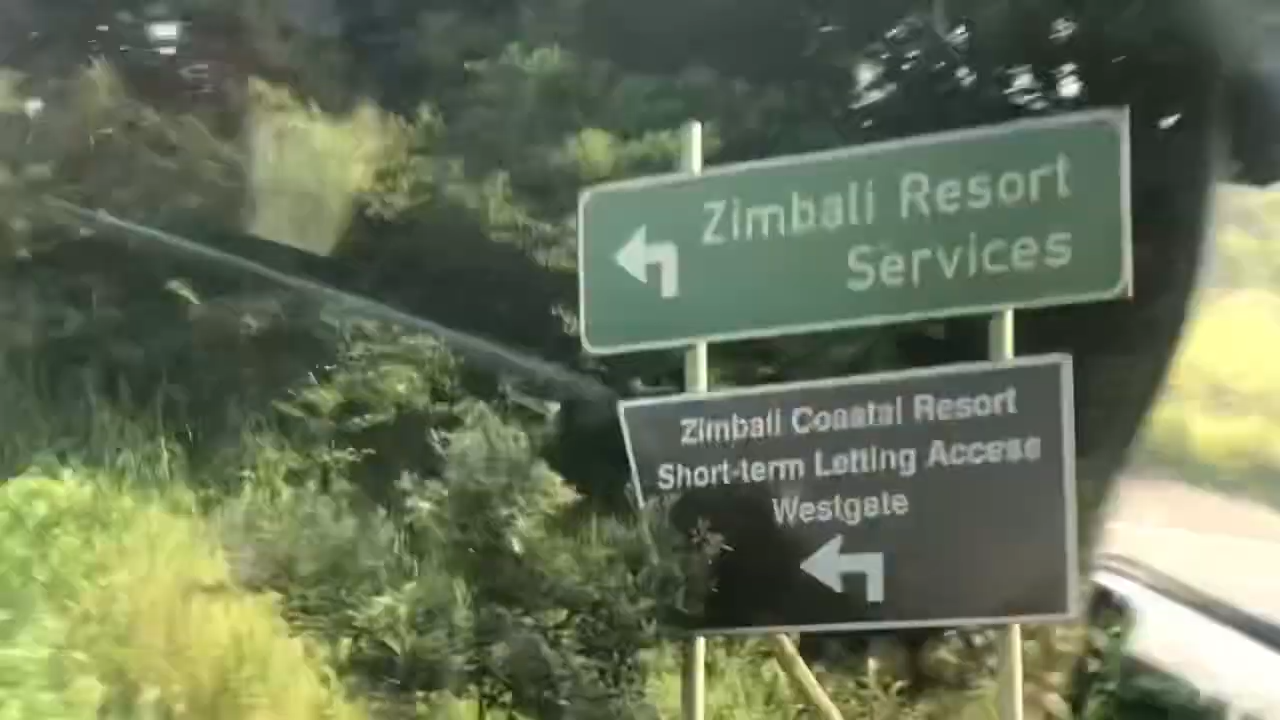 Zimbali Resort
Services
Zimbali Coastal Resort
Short-term Letting Access
Westgate